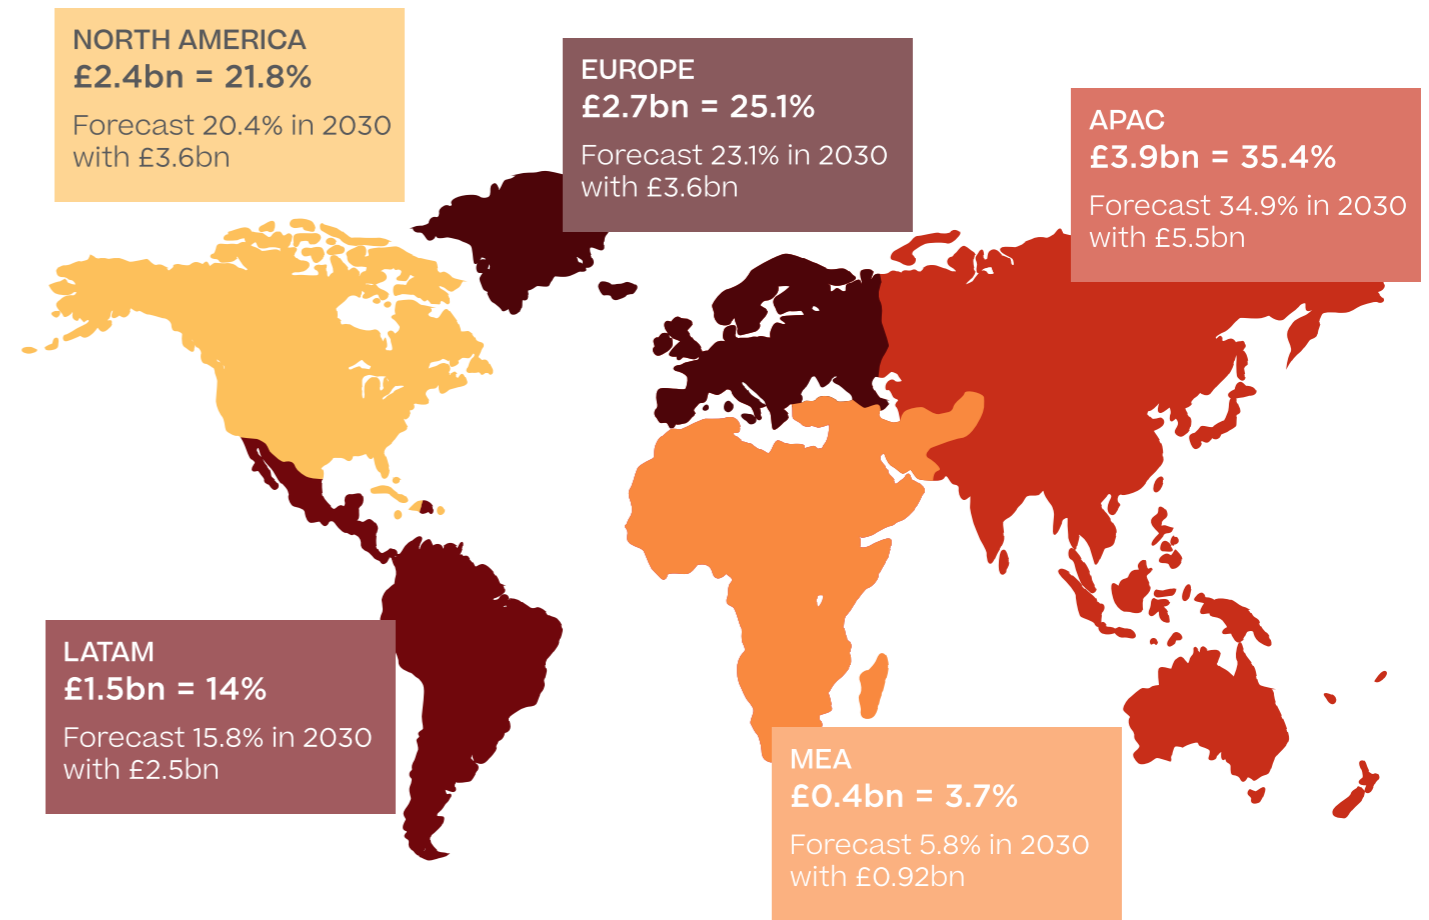 NORTH AMERICA
£2.4bn = 21.8%
Forecast 20.4% in 2030
with £3.6bn
EUROPE
£2.7bn = 25.1%
Forecast 23.1% in 2030
with £3.6bn
APAC
£3.9bn = 35.4%
Forecast 34.9% in 2030
with £5.5bn
LATAM
£1.5bn = 14%
Forecast 15.8% in 2030
with £2.5bn
MEA
£0.4bn = 3.7%
Forecast 5.8% in 2030
with £0.92bn